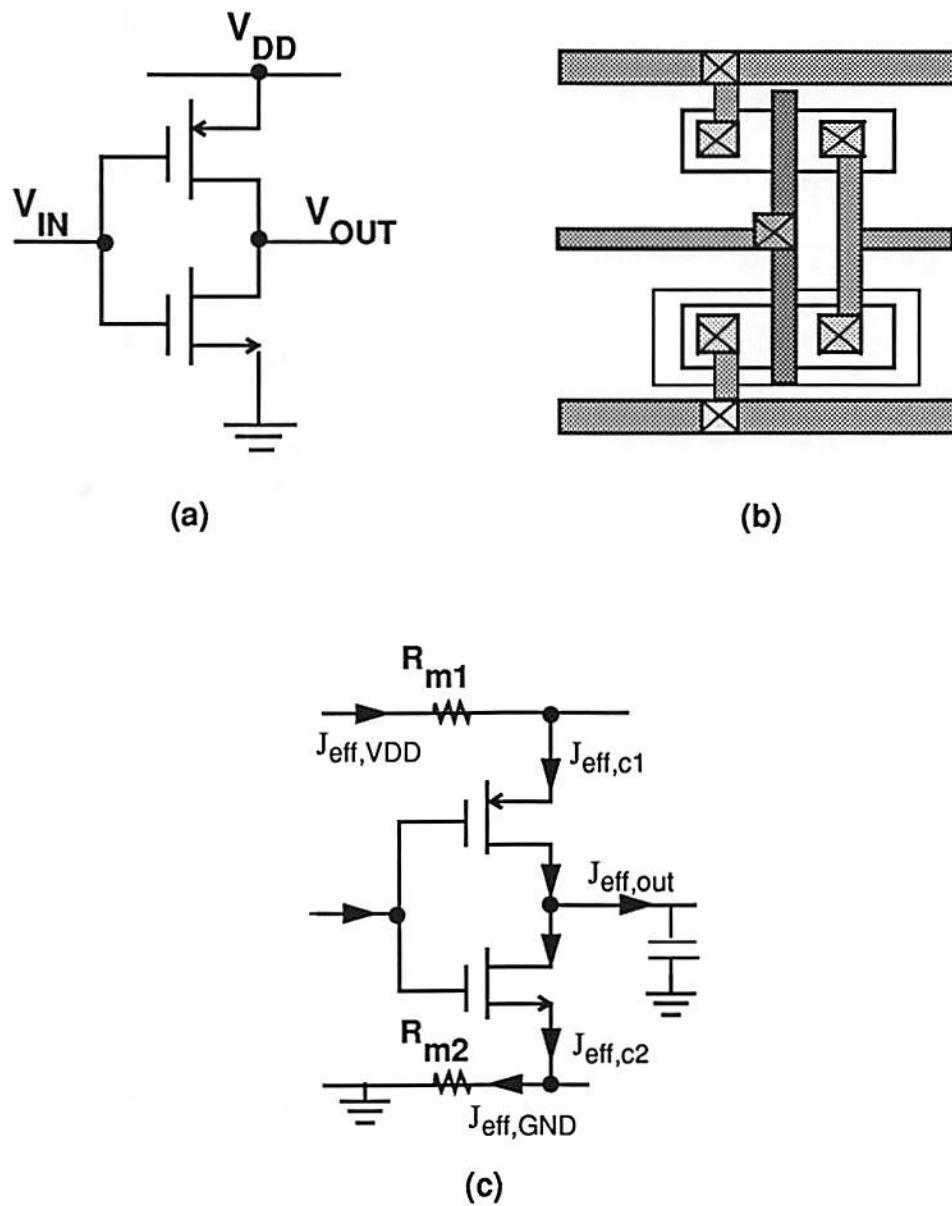 V_DD
V_IN
V_OUT
(a)
(b)
R_m1
J_eff,VDD
J_eff,c1
J_eff,out
R_m2
J_eff,c2
J_eff,GND
(c)